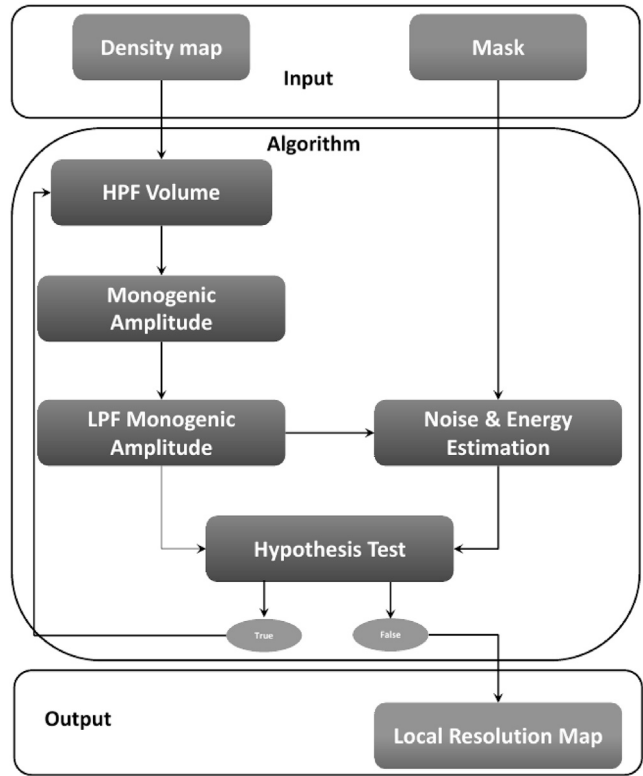 Density map
Mask
Input
Algorithm
HPF Volume
Monogenic
Amplitude
LPF Monogenic
Amplitude
Noise & Energy
Estimation
Hypothesis Test
True
False
Output
Local Resolution Map